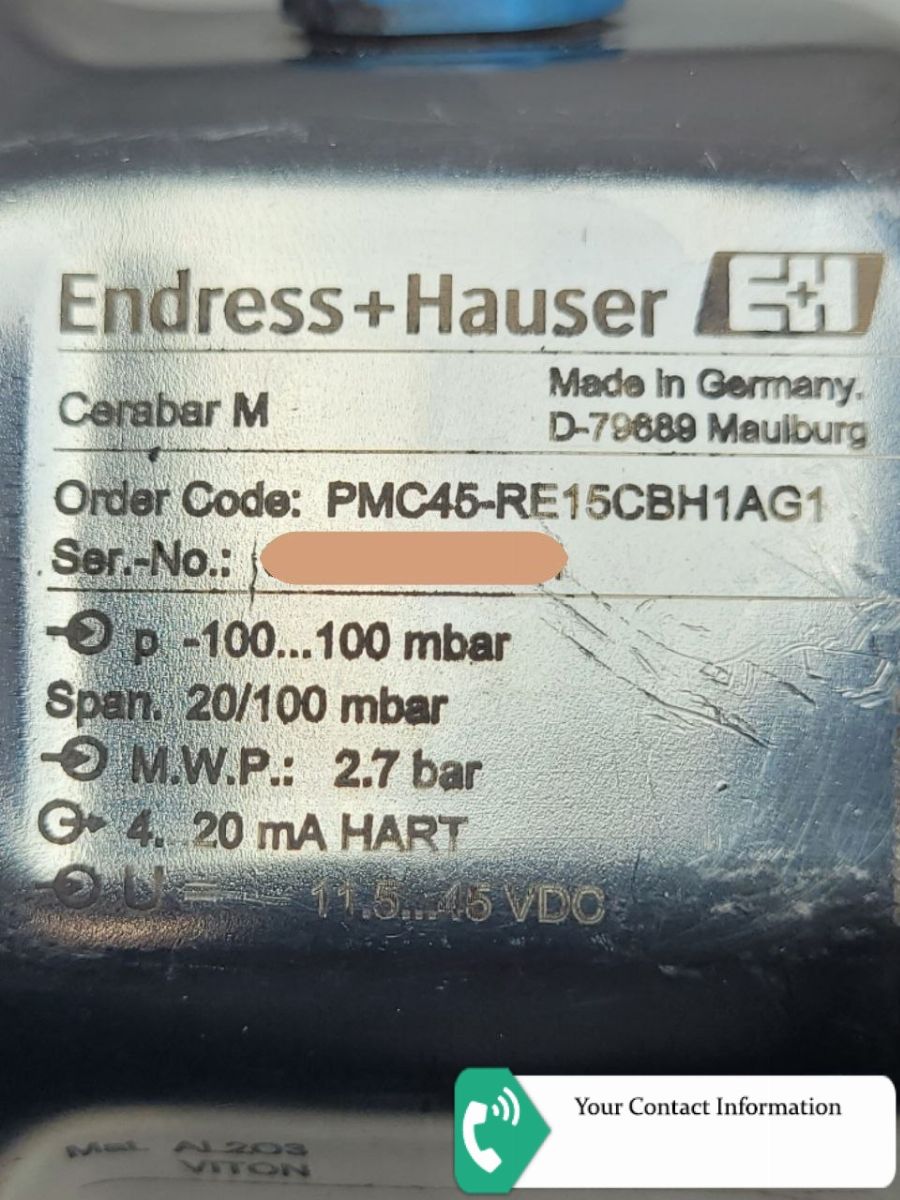 Endress+Hauser E+H
Cerabar M
Made in Germany.
D-79689 Maulburg
Order Code: PMC45-RE15CBH1AG1
Ser.-No.:
p -100...100 mbar
Span. 20/100 mbar
M.W.P.: 2.7 bar
4...20 mA HART
U = 11.5...45 VDC
Mat. AL2O3
VITON
Your Contact Information